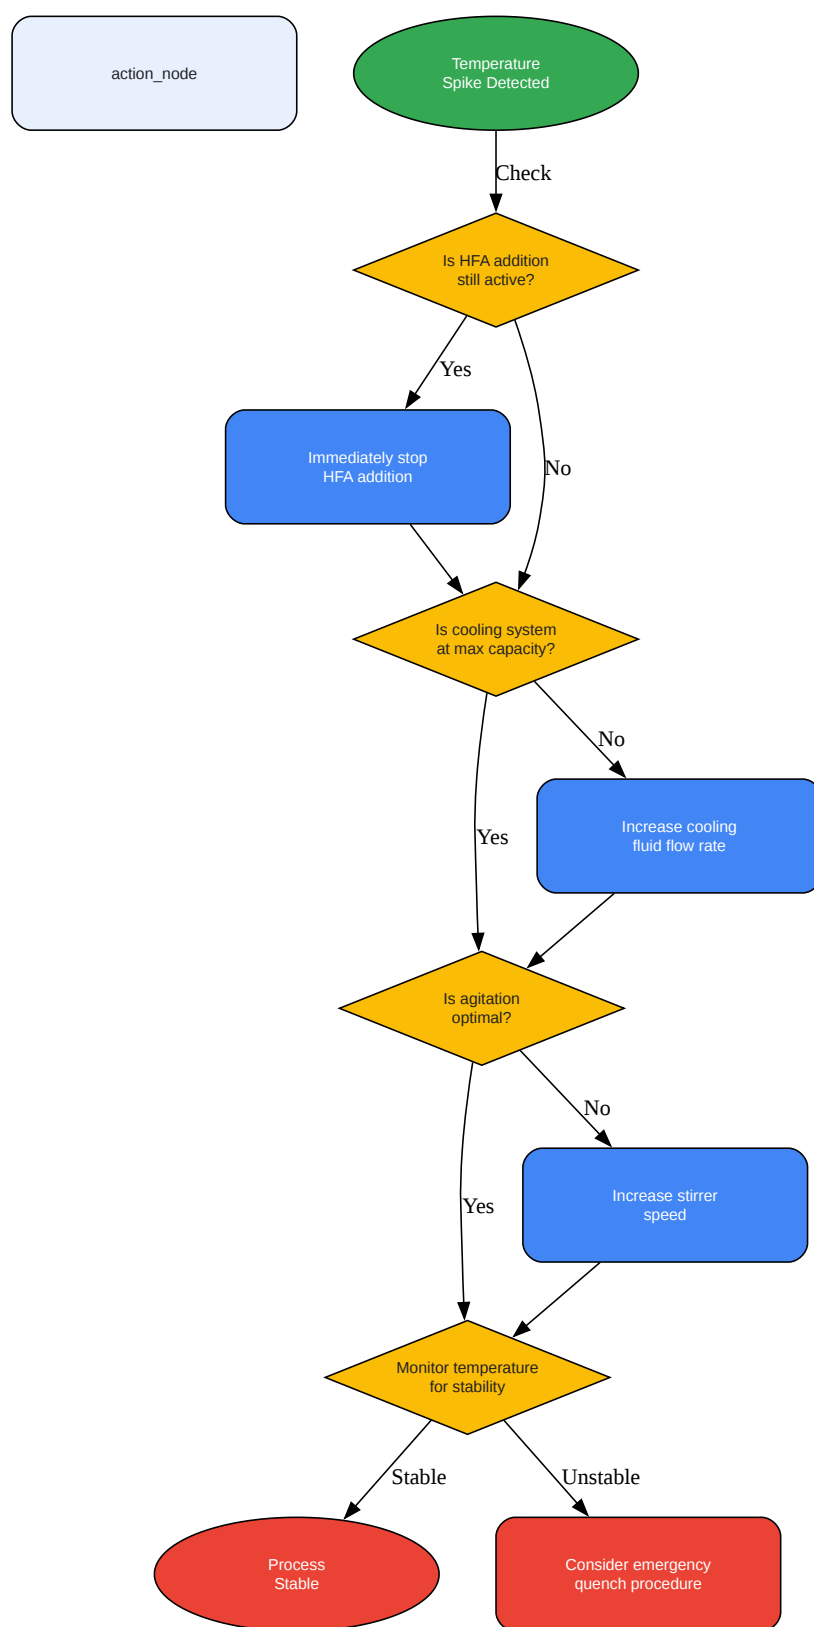 action_node
Temperature
Spike Detected
Check
Is HFA addition
still active?
Yes
Immediately stop
HFA addition
No
Is cooling system
at max capacity?
No
Yes
Increase cooling
fluid flow rate
Is agitation
optimal?
No
Yes
Increase stirrer
speed
Monitor temperature
for stability
Stable
Unstable
Process
Stable
Consider emergency
quench procedure